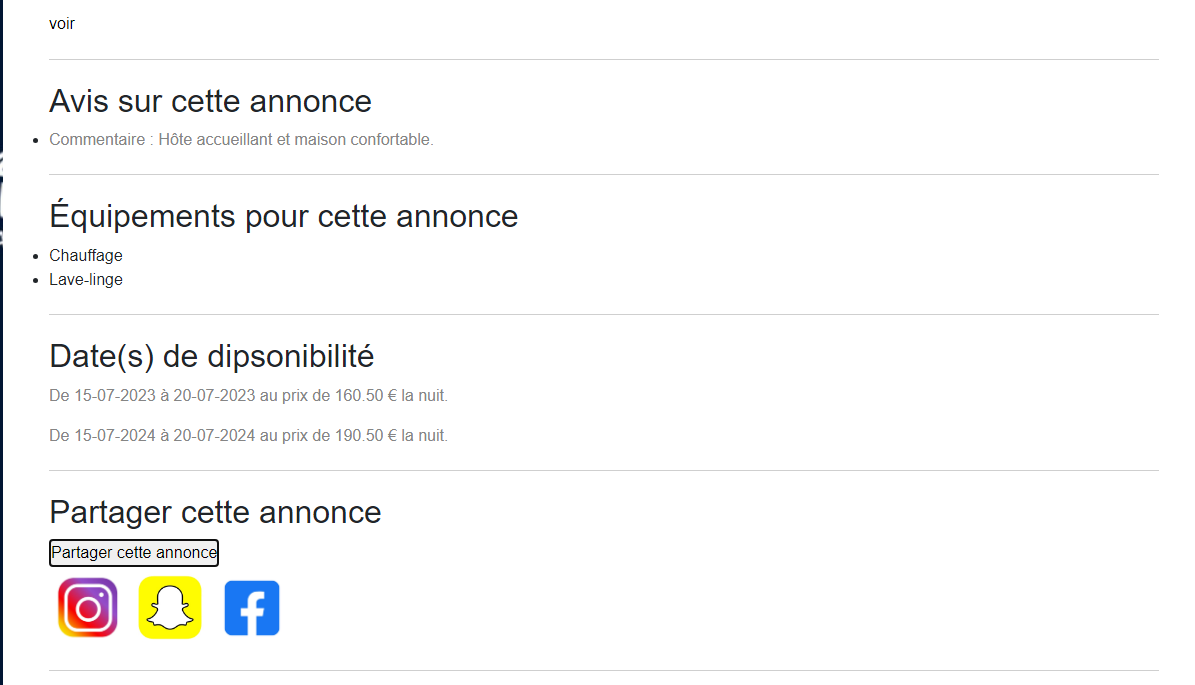 voir
Avis sur cette annonce
Commentaire : Hôte accueillant et maison confortable.
Équipements pour cette annonce
Chauffage
Lave-linge
Date(s) de dipsonibilité
De 15-07-2023 à 20-07-2023 au prix de 160.50 € la nuit.
De 15-07-2024 à 20-07-2024 au prix de 190.50 € la nuit.
Partager cette annonce
Partager cette annonce